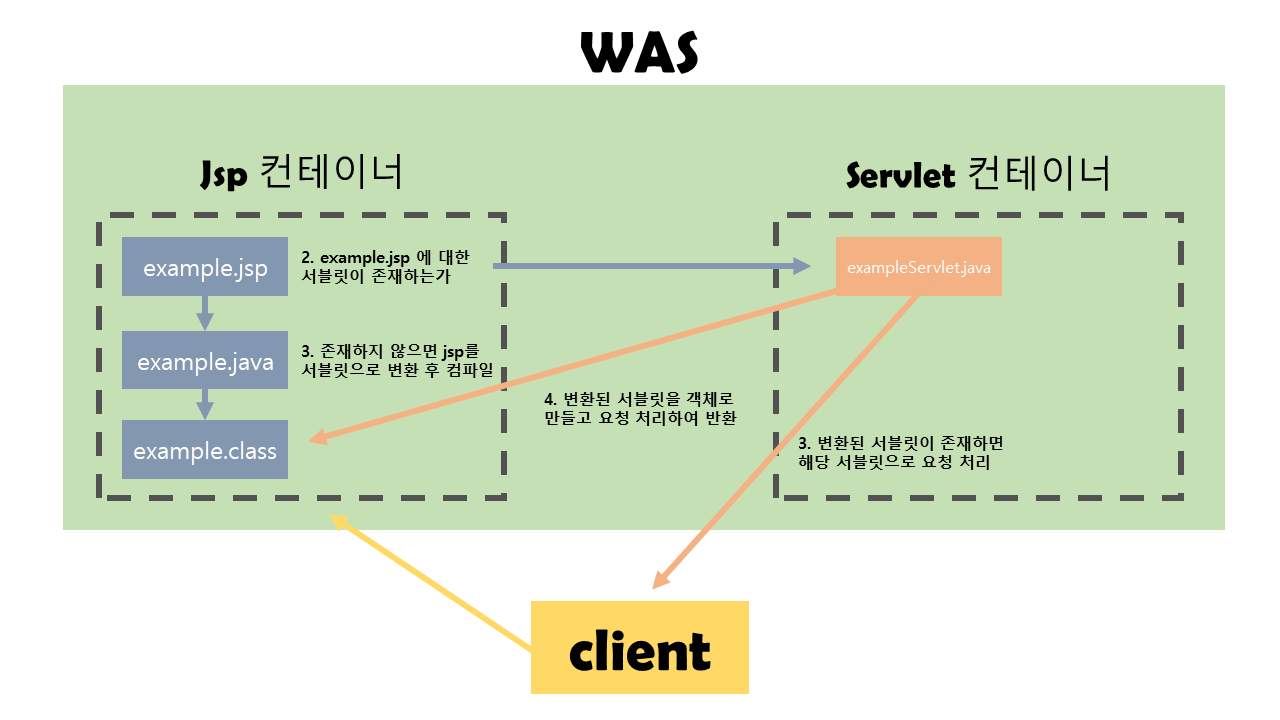 WAS
Jsp 컨테이너
Servlet 컨테이너
example.jsp
2. example.jsp 에 대한
서블릿이 존재하는가
exampleServlet.java
example.java
3. 존재하지 않으면 jsp를
서블릿으로 변환 후 컴파일
4. 변환된 서블릿을 객체로
만들고 요청 처리하여 반환
example.class
3. 변환된 서블릿이 존재하면
해당 서블릿으로 요청 처리
client